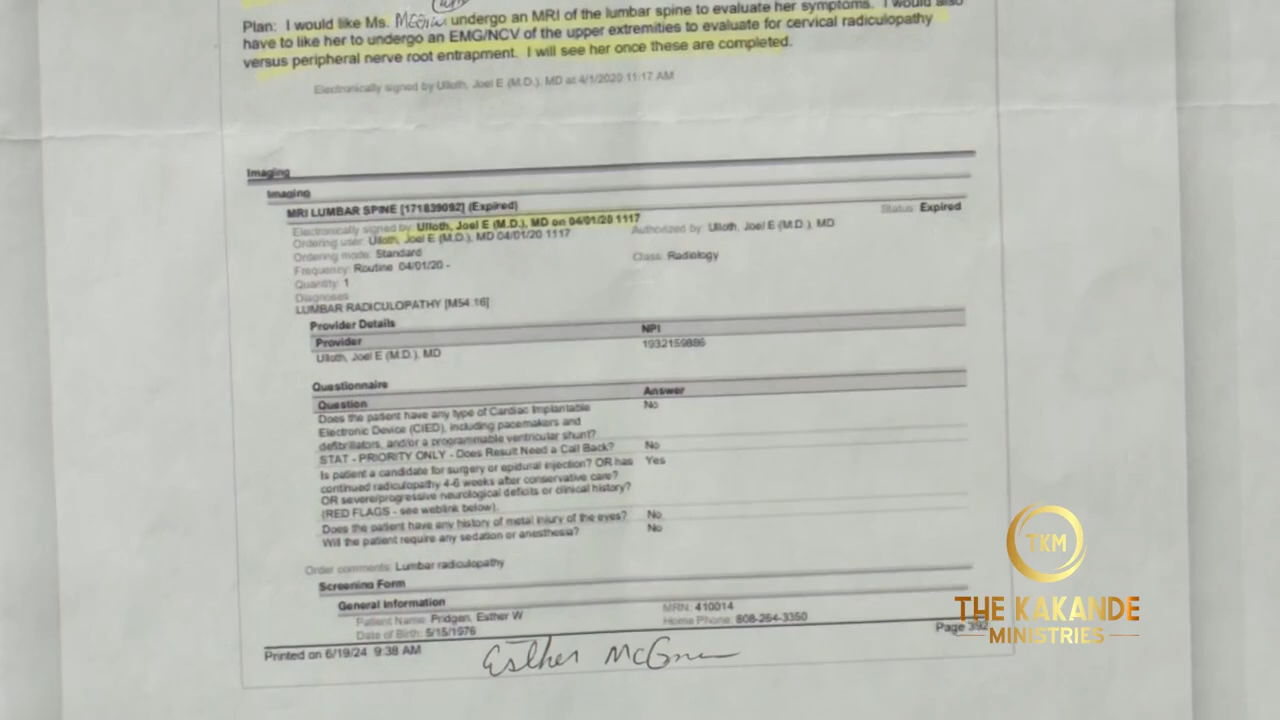 Plan: I would like Ms. undergo an MRI of the lumbar spine to evaluate her symptoms. I would also
have to like her to undergo an EMG/NCV of the upper extremities to evaluate for cervical radiculopathy
versus peripheral nerve root entrapment. I will see her once these are completed.
Electronically signed by Ulloth, Joel E (M.D.), MD at 4/1/2020 11:17 AM
Imaging
Imaging
MRI LUMBAR SPINE [171839092] (Expired)
Electronically signed by: Ulloth, Joel E (M.D.), MD on 04/01/20 1117 Status: Expired
Ordering user: Ulloth, Joel E (M.D.), MD 04/01/20 1117 Authorized by: Ulloth, Joel E (M.D.), MD
Ordering mode: Standard
Frequency: Routine 04/01/20 - Class: Radiology
Quantity: 1
Diagnoses
LUMBAR RADICULOPATHY [M54.16]
Provider Details
Provider NPI
Ulloth, Joel E (M.D.), MD 1932159886
Questionnaire
Question Answer
Does the patient have any type of Cardiac Implantable No
Electronic Device (CIED), including pacemakers and
defibrillators, and/or a programmable ventricular shunt?
STAT - PRIORITY ONLY - Does Result Need a Call Back? No
Is patient a candidate for surgery or epidural injection? OR has Yes
continued radiculopathy 4-6 weeks after conservative care?
OR severe/progressive neurological deficits or clinical history?
(RED FLAGS - see weblink below).
Does the patient have any history of metal injury of the eyes? No
Will the patient require any sedation or anesthesia? No
Order comments: Lumbar radiculopathy
Screening Form
General Information
Patient Name: Pridgen, Esther W MRN: 410014
Date of Birth: 5/15/1976 Home Phone: 808-264-3350
Printed on 6/19/24 9:38 AM Page 392
Esther
TKM
THE KAKANDE
MINISTRIES